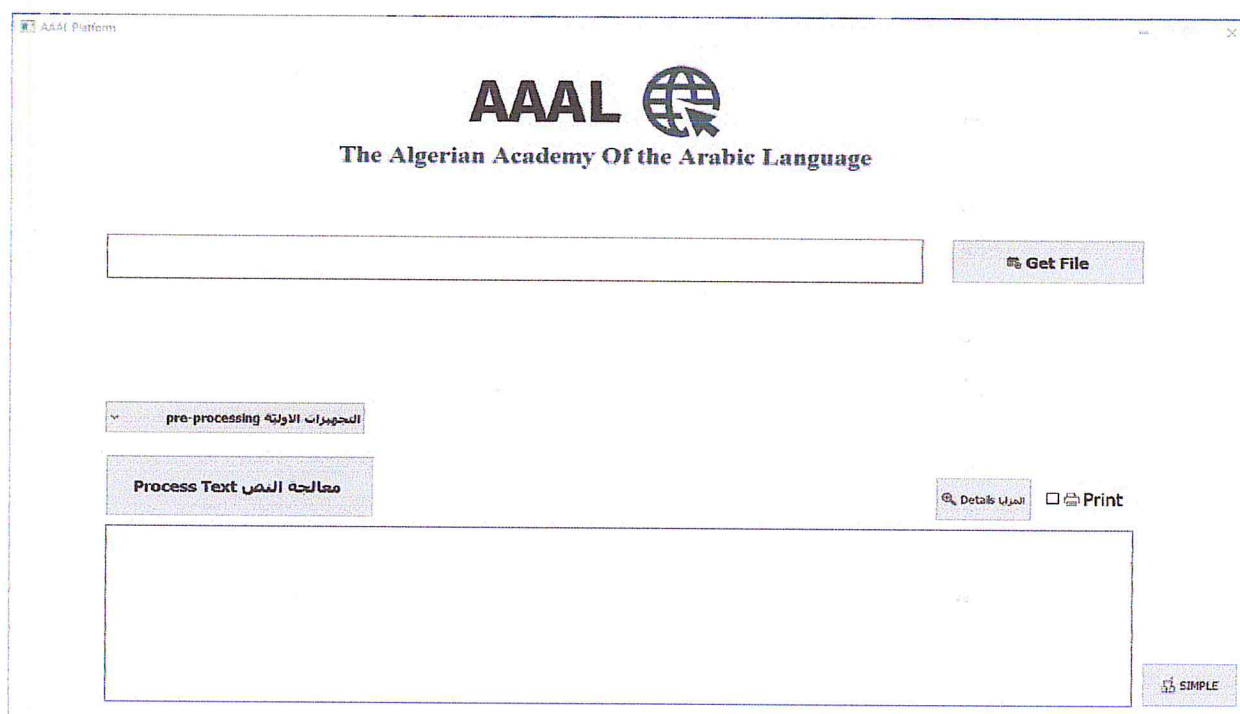 AAAL Platform
AAAL
The Algerian Academy Of the Arabic Language
Get File
التجهيزات الاوليّة pre-processing
معالجة النص Process Text
المزايا Details
Print
SIMPLE